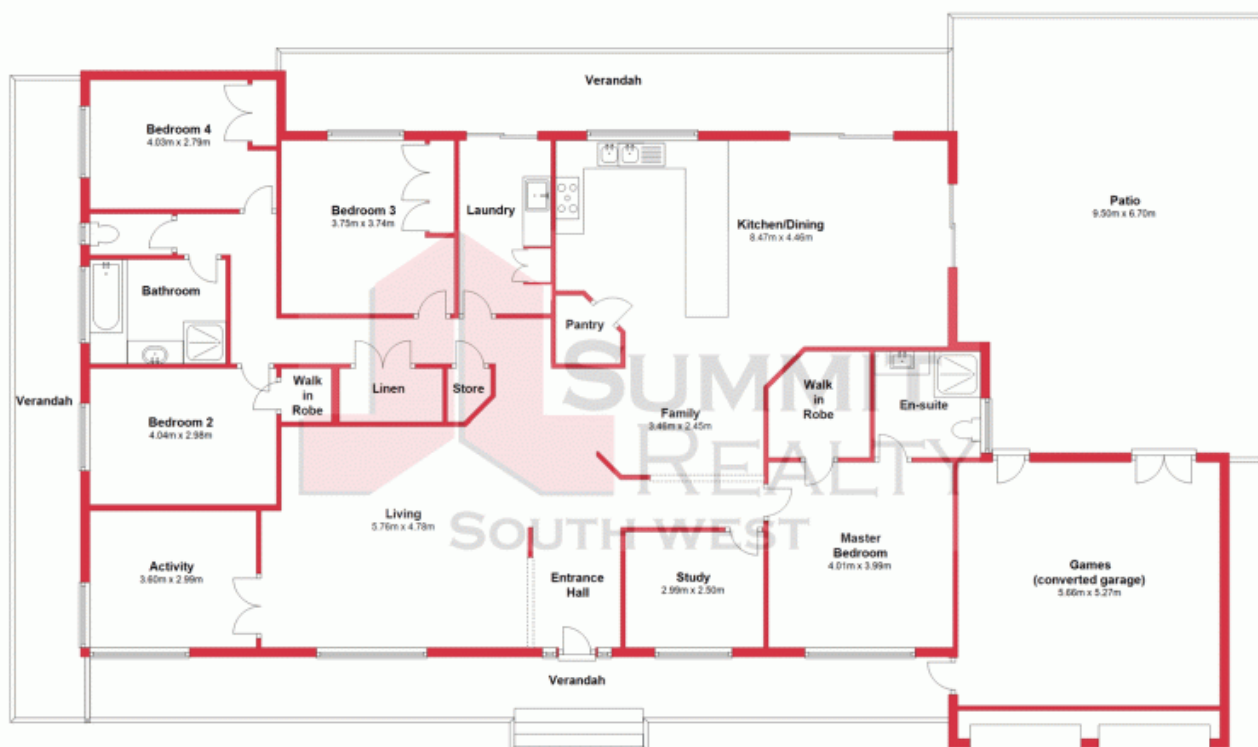 Verandah
Bedroom 4
4.03m x 2.79m
Bedroom 3
3.75m x 3.74m
Laundry
Kitchen/Dining
8.47m x 4.46m
Patio
9.50m x 6.70m
Bathroom
Pantry
Verandah
Bedroom 2
4.04m x 2.98m
Walk
in
Robe
Linen
Store
Family
3.46m x 2.45m
Walk
in
Robe
En-suite
SUMMIT
REALTY
SOUTH WEST
Living
5.76m x 4.78m
Activity
3.60m x 2.99m
Entrance
Hall
Study
2.99m x 2.50m
Master
Bedroom
4.01m x 3.99m
Games
(converted garage)
5.66m x 5.27m
Verandah